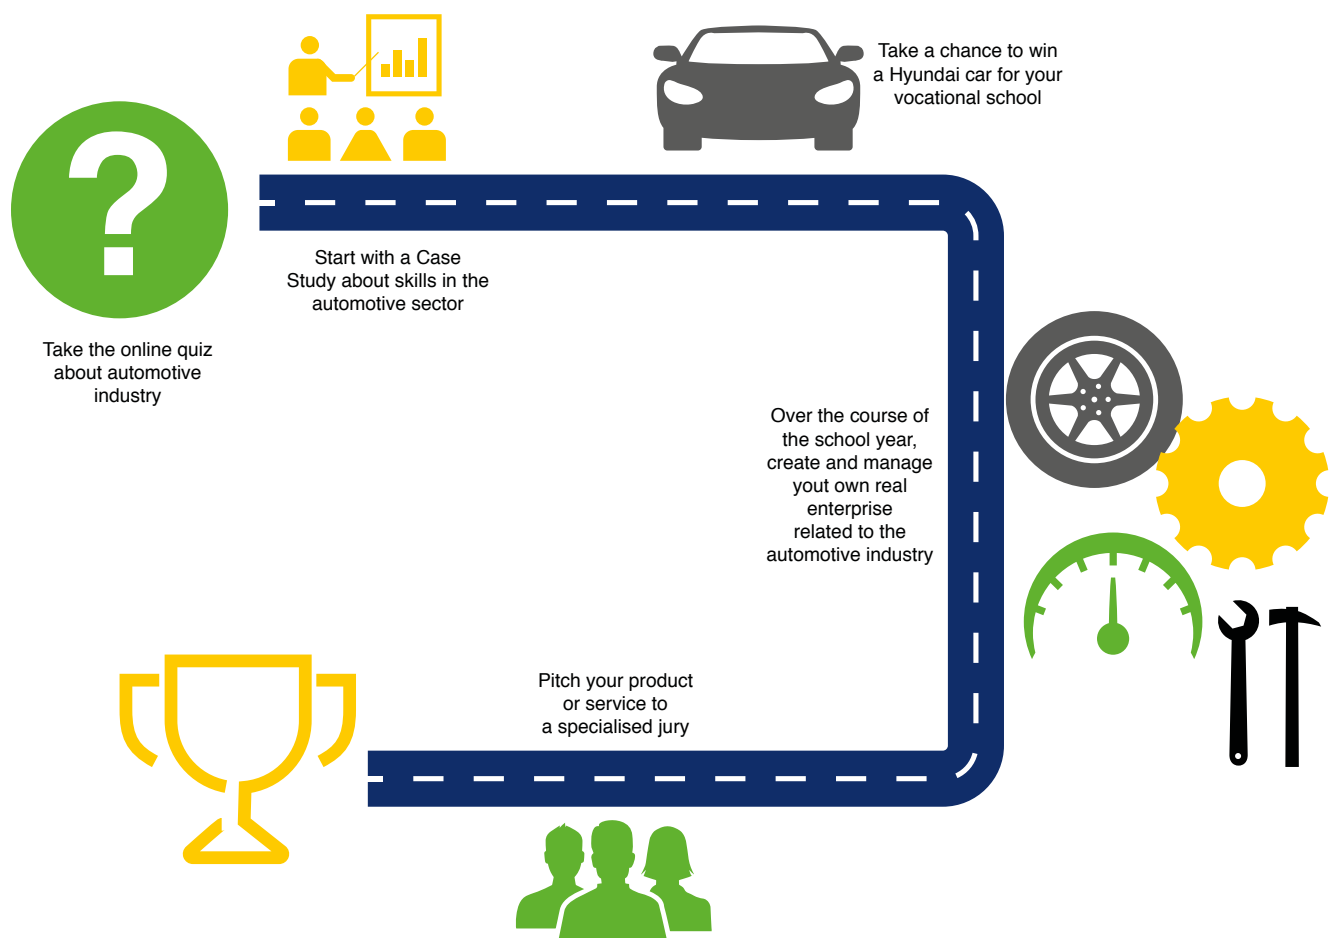 Take the online quiz
about automotive
industry
Start with a Case
Study about skills in the
automotive sector
Take a chance to win
a Hyundai car for your
vocational school
Over the course of
the school year,
create and manage
yout own real
enterprise
related to the
automotive industry
Pitch your product
or service to
a specialised jury